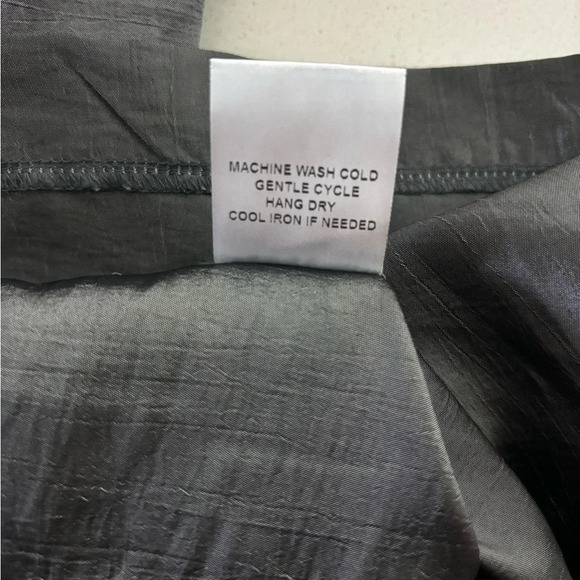 MACHINE WASH COLD
GENTLE CYCLE
HANG DRY
COOL IRON IF NEEDED